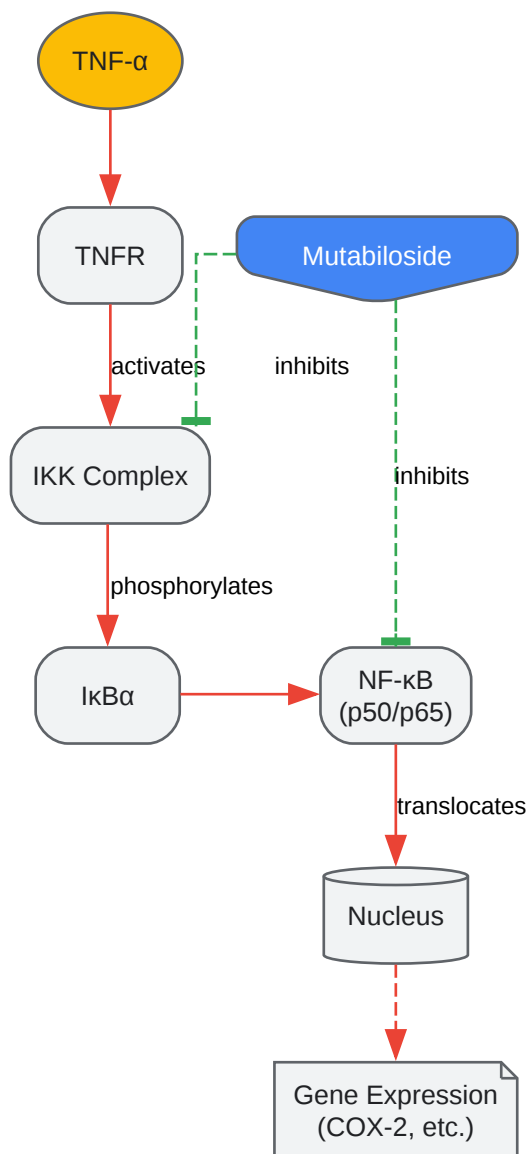 TNF-α
TNFR
Mutabiloside
activates
inhibits
IKK Complex
inhibits
phosphorylates
IκBα
NF-κB
(p50/p65)
translocates
Nucleus
Gene Expression
(COX-2, etc.)